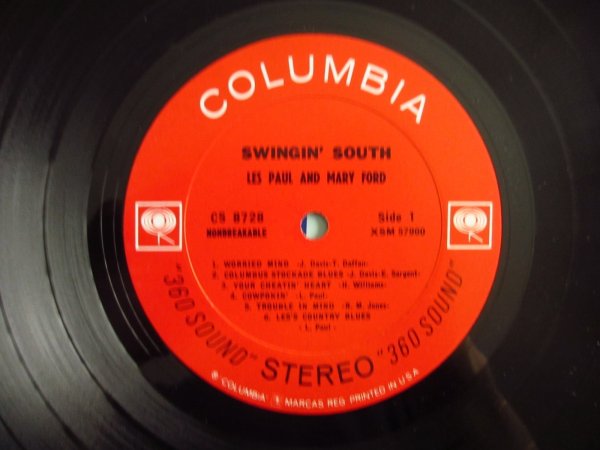 COLUMBIA
SWINGIN' SOUTH
LES PAUL AND MARY FORD
CS 8728 Side 1
NONBREAKABLE XSM 57000
1. WORRIED MIND -J. Davis-T. Daffan-
2. COLUMBUS STOCKADE BLUES -J. Davis-E. Sargent-
3. YOUR CHEATIN' HEART -H. Williams-
4. COWPOKIN' -L. Paul-
5. TROUBLE IN MIND -R. M. Jones-
6. LES'S COUNTRY BLUES
-L. Paul-
"360 SOUND" STEREO "360 SOUND"
® COLUMBIA, MARCAS REG. PRINTED IN U.S.A.